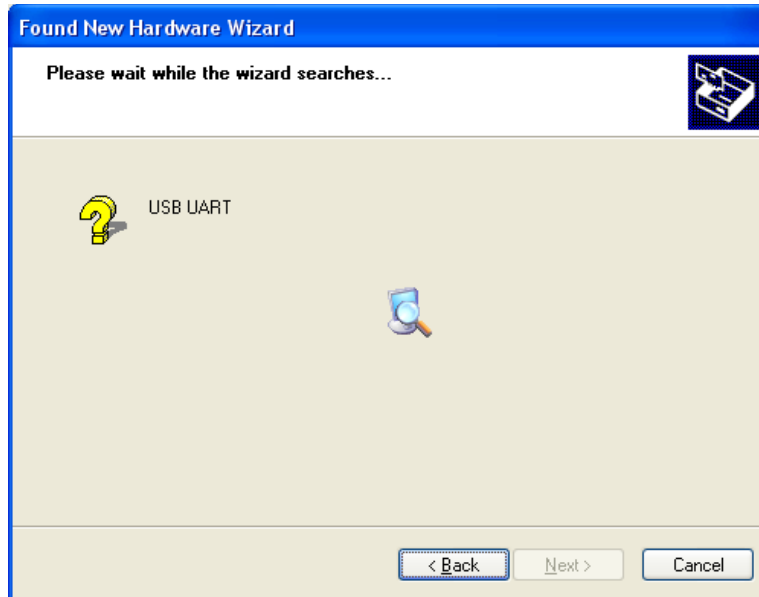 Found New Hardware Wizard
Please wait while the wizard searches...
USB UART
< Back
Next >
Cancel